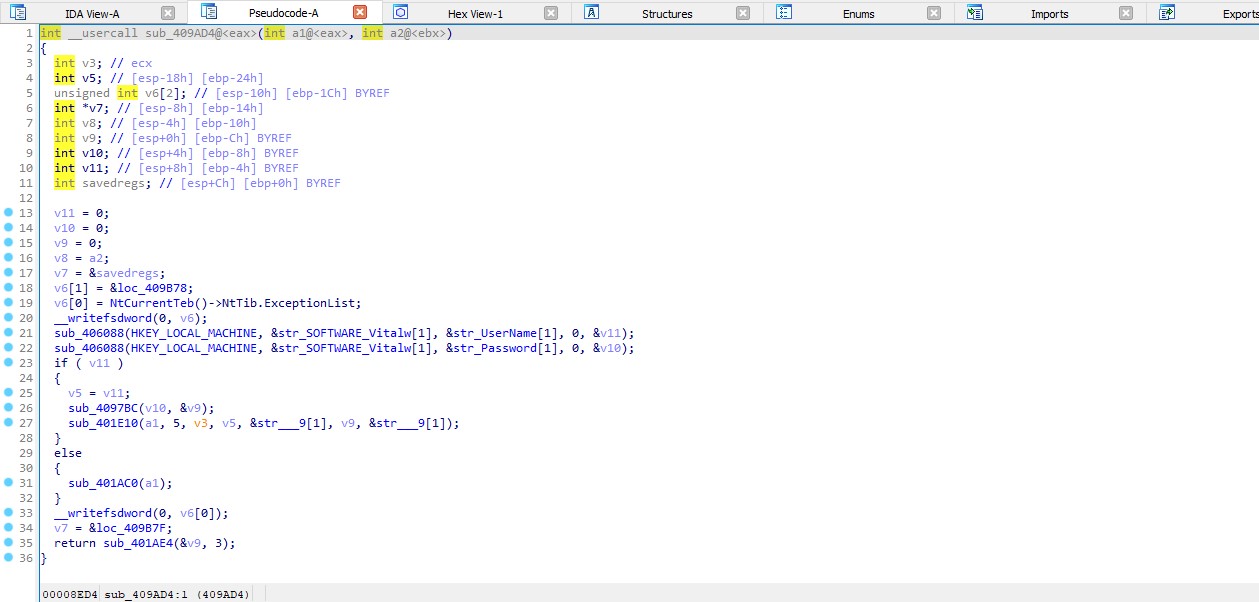 IDA View-A Pseudocode-A Hex View-1 Structures Enums Imports Exports
1 int __usercall sub_409AD4@<eax>(int a1@<eax>, int a2@<ebx>)
2 {
3 int v3; // ecx
4 int v5; // [esp-18h] [ebp-24h]
5 unsigned int v6[2]; // [esp-10h] [ebp-1Ch] BYREF
6 int *v7; // [esp-8h] [ebp-14h]
7 int v8; // [esp-4h] [ebp-10h]
8 int v9; // [esp+0h] [ebp-Ch] BYREF
9 int v10; // [esp+4h] [ebp-8h] BYREF
10 int v11; // [esp+8h] [ebp-4h] BYREF
11 int savedregs; // [esp+Ch] [ebp+0h] BYREF
12
13 v11 = 0;
14 v10 = 0;
15 v9 = 0;
16 v8 = a2;
17 v7 = &savedregs;
18 v6[1] = &loc_409B78;
19 v6[0] = NtCurrentTeb()->NtTib.ExceptionList;
20 __writefsdword(0, v6);
21 sub_406088(HKEY_LOCAL_MACHINE, &str_SOFTWARE_Vitalw[1], &str_UserName[1], 0, &v11);
22 sub_406088(HKEY_LOCAL_MACHINE, &str_SOFTWARE_Vitalw[1], &str_Password[1], 0, &v10);
23 if ( v11 )
24 {
25 v5 = v11;
26 sub_4097BC(v10, &v9);
27 sub_401E10(a1, 5, v3, v5, &str___9[1], v9, &str___9[1]);
28 }
29 else
30 {
31 sub_401AC0(a1);
32 }
33 __writefsdword(0, v6[0]);
34 v7 = &loc_409B7F;
35 return sub_401AE4(&v9, 3);
36 }
00008ED4 sub_409AD4:1 (409AD4)